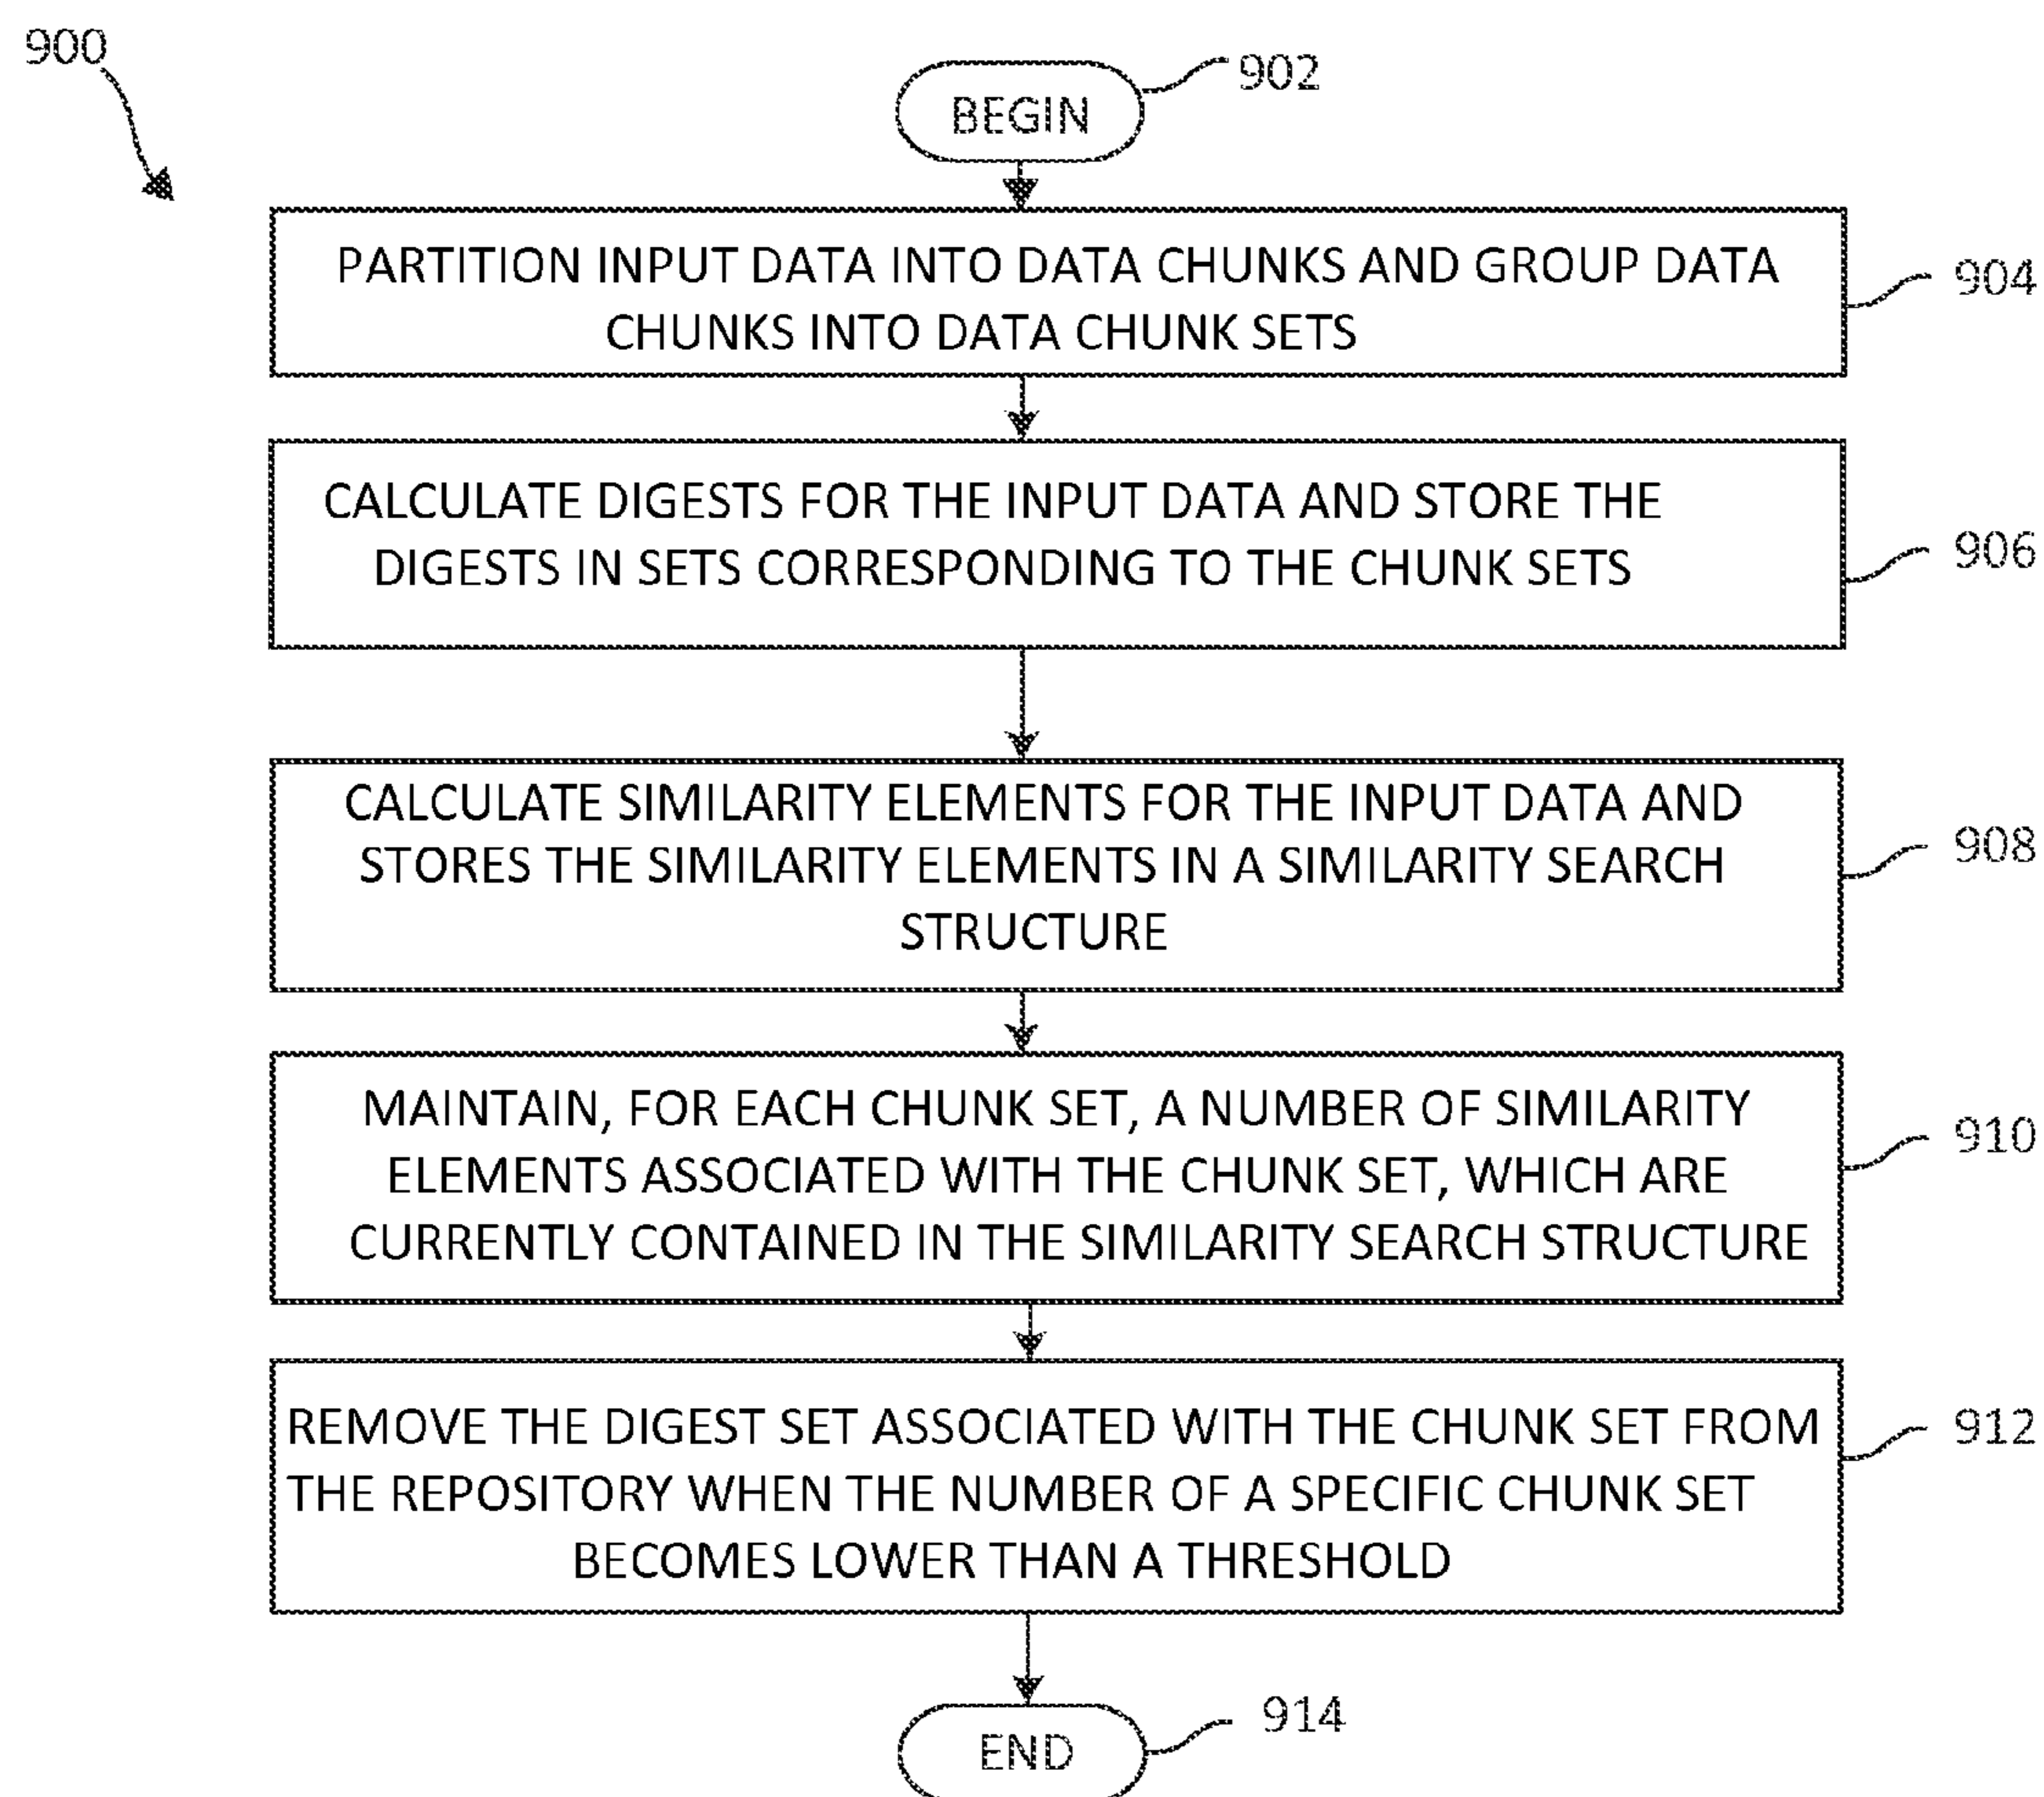 900
BEGIN
902
PARTITION INPUT DATA INTO DATA CHUNKS AND GROUP DATA
CHUNKS INTO DATA CHUNK SETS
904
CALCULATE DIGESTS FOR THE INPUT DATA AND STORE THE
DIGESTS IN SETS CORRESPONDING TO THE CHUNK SETS
906
CALCULATE SIMILARITY ELEMENTS FOR THE INPUT DATA AND
STORES THE SIMILARITY ELEMENTS IN A SIMILARITY SEARCH
STRUCTURE
908
MAINTAIN, FOR EACH CHUNK SET, A NUMBER OF SIMILARITY
ELEMENTS ASSOCIATED WITH THE CHUNK SET, WHICH ARE
CURRENTLY CONTAINED IN THE SIMILARITY SEARCH STRUCTURE
910
REMOVE THE DIGEST SET ASSOCIATED WITH THE CHUNK SET FROM
THE REPOSITORY WHEN THE NUMBER OF A SPECIFIC CHUNK SET
BECOMES LOWER THAN A THRESHOLD
912
END
914